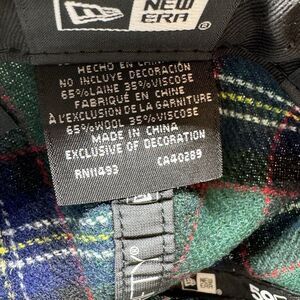 NEW
ERA
HECHO EN CHINA
NO INCLUYE DECORACIÓN
65%LAINE 35%VISCOSE
FABRIQUÉ EN CHINE
À L'EXCLUSION DE LA GARNITURE
65%WOOL 35%VISCOSE
MADE IN CHINA
EXCLUSIVE OF DECORATION
RN11493 CA40289